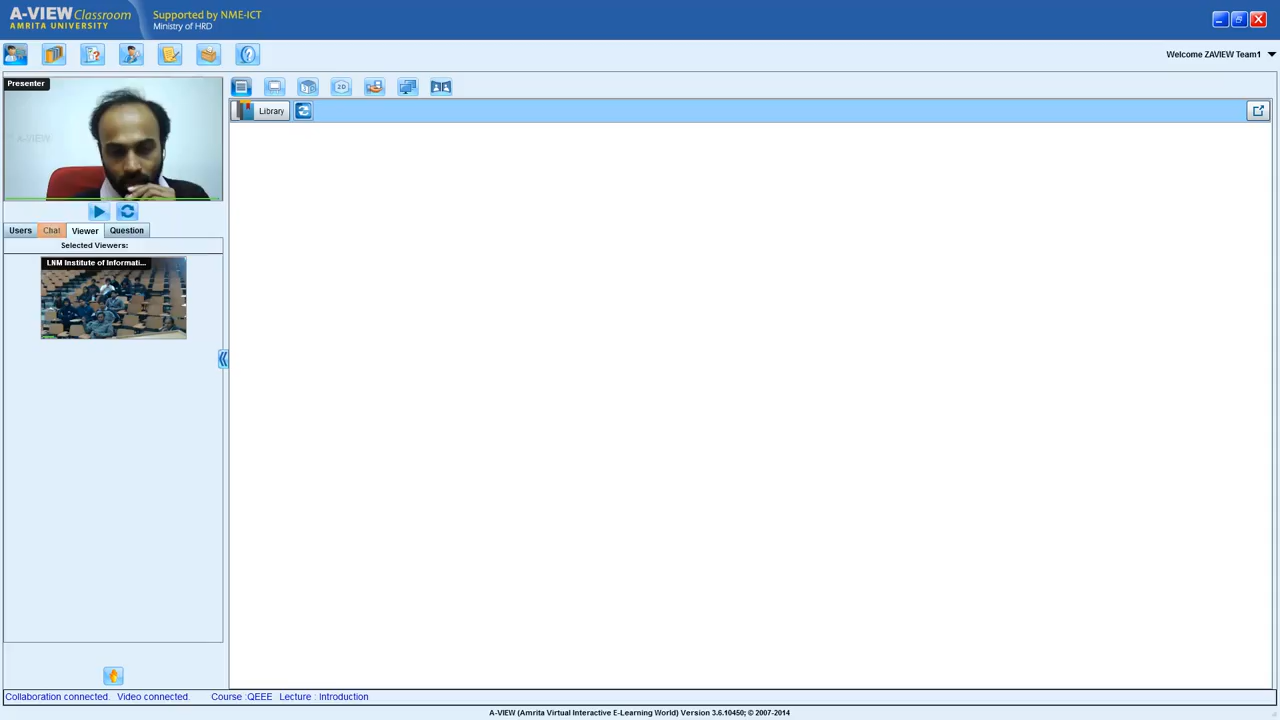 A-VIEW Classroom
AMRITA UNIVERSITY
Supported by NME-ICT
Ministry of HRD
Welcome ZAVIEW Team1
Presenter
A-VIEW
2D
Library
Users
Chat
Viewer
Question
Selected Viewers:
LNM Institute of Informati...
Collaboration connected. Video connected. Course :QEEE Lecture : Introduction
A-VIEW (Amrita Virtual Interactive E-Learning World) Version 3.6.10450; © 2007-2014